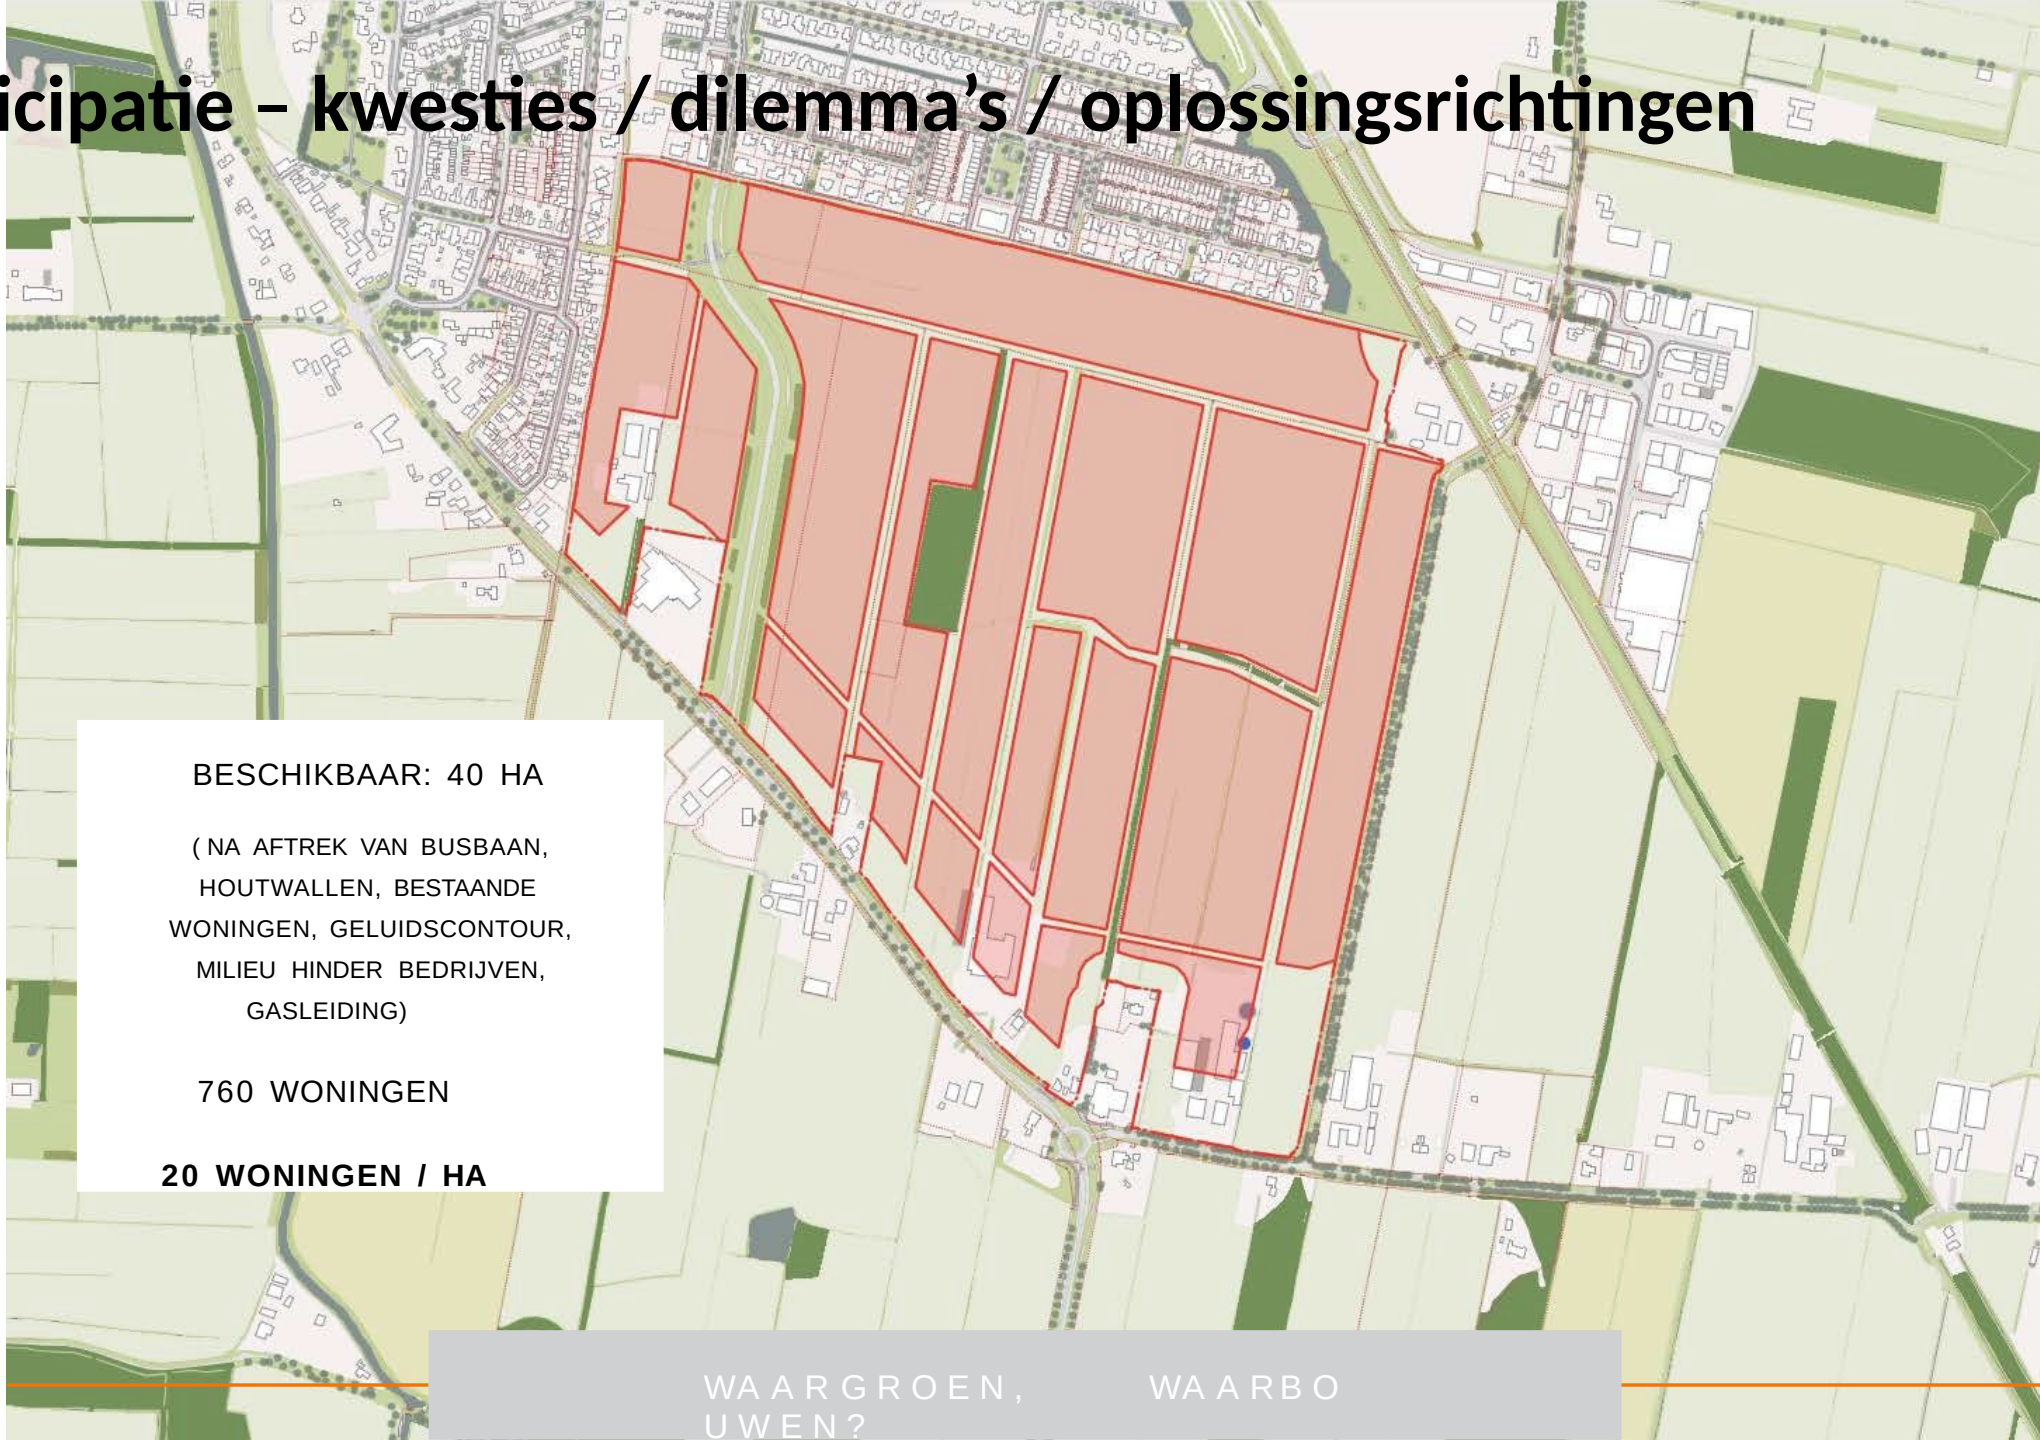 icipatie – kwesties / dilemma’s / oplossingsrichtingen
BESCHIKBAAR: 40 HA
( NA AFTREK VAN BUSBAAN,
HOUTWALLEN, BESTAANDE
WONINGEN, GELUIDSCONTOUR,
MILIEU HINDER BEDRIJVEN,
GASLEIDING)
760 WONINGEN
20 WONINGEN / HA
WAARGROEN, WAARBO
UWEN?